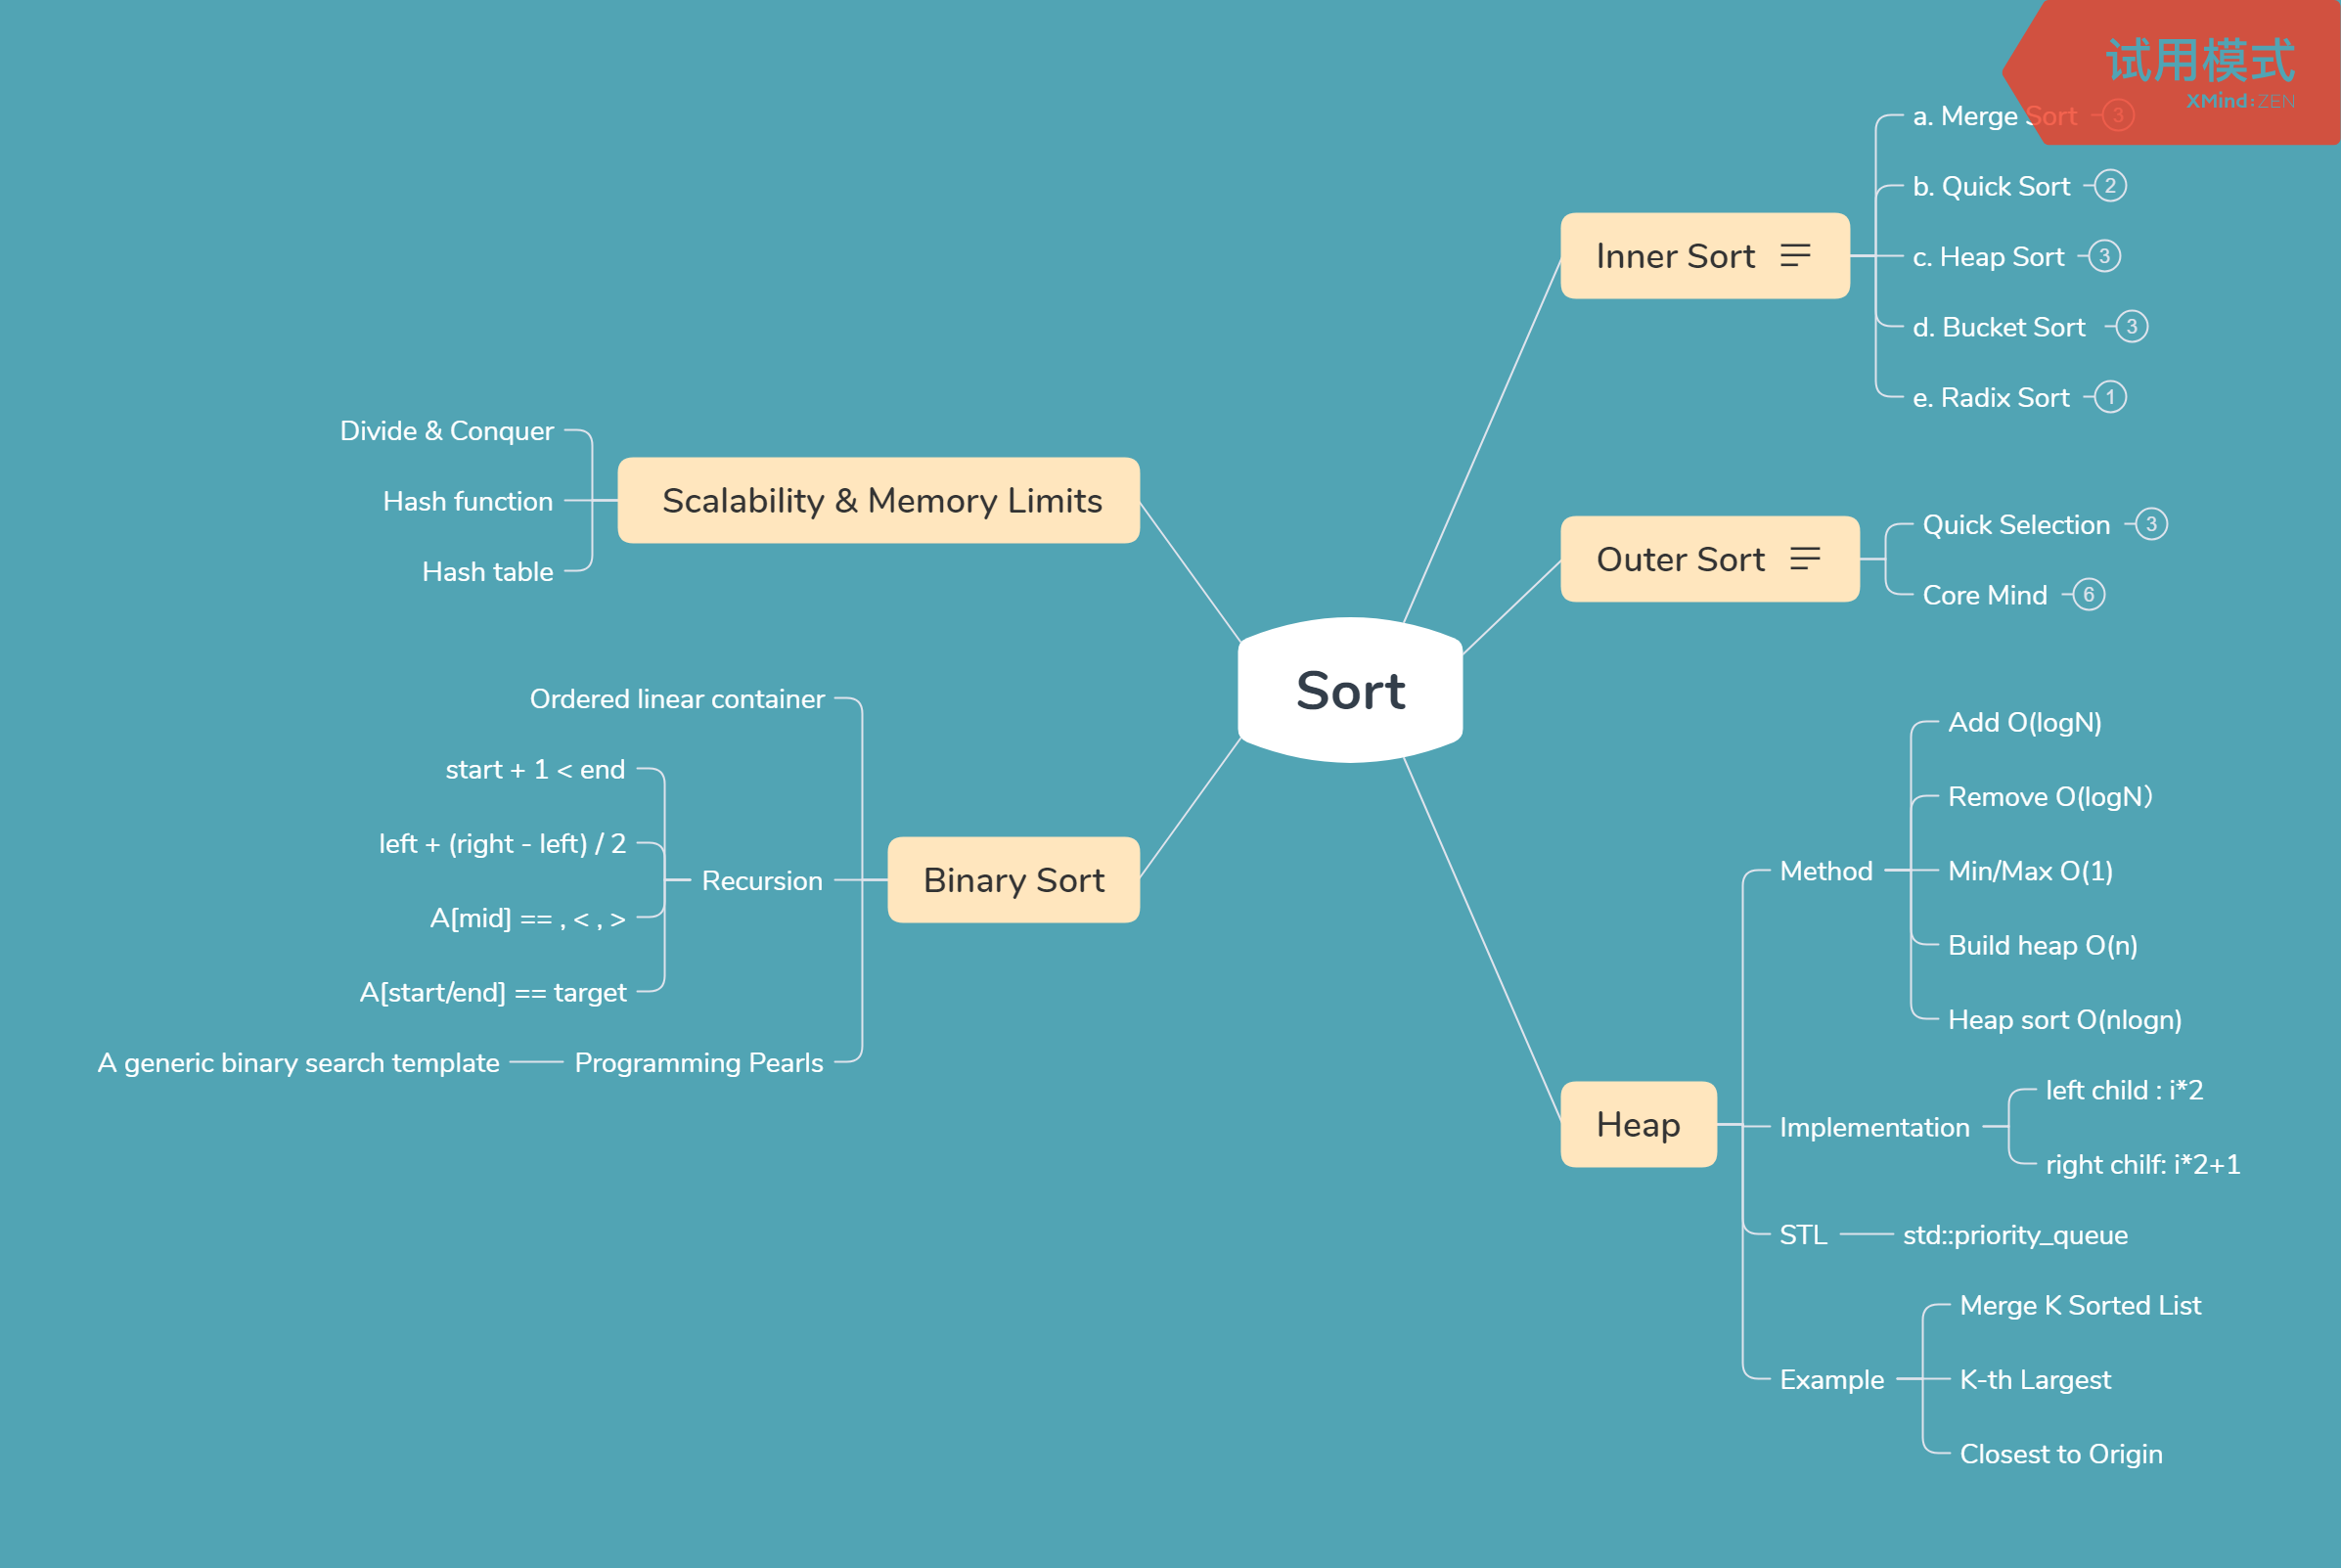 试用模式
XMind:ZEN
Sort
Inner Sort
a. Merge Sort 3
b. Quick Sort 2
c. Heap Sort 3
d. Bucket Sort 3
e. Radix Sort 1
Outer Sort
Quick Selection 3
Core Mind 6
Heap
Method
Add O(logN)
Remove O(logN）
Min/Max O(1)
Build heap O(n)
Heap sort O(nlogn)
Implementation
left child : i*2
right chilf: i*2+1
STL
std::priority_queue
Example
Merge K Sorted List
K-th Largest
Closest to Origin
Scalability & Memory Limits
Divide & Conquer
Hash function
Hash table
Binary Sort
Ordered linear container
Recursion
start + 1 < end
left + (right - left) / 2
A[mid] == , < , >
A[start/end] == target
Programming Pearls
A generic binary search template